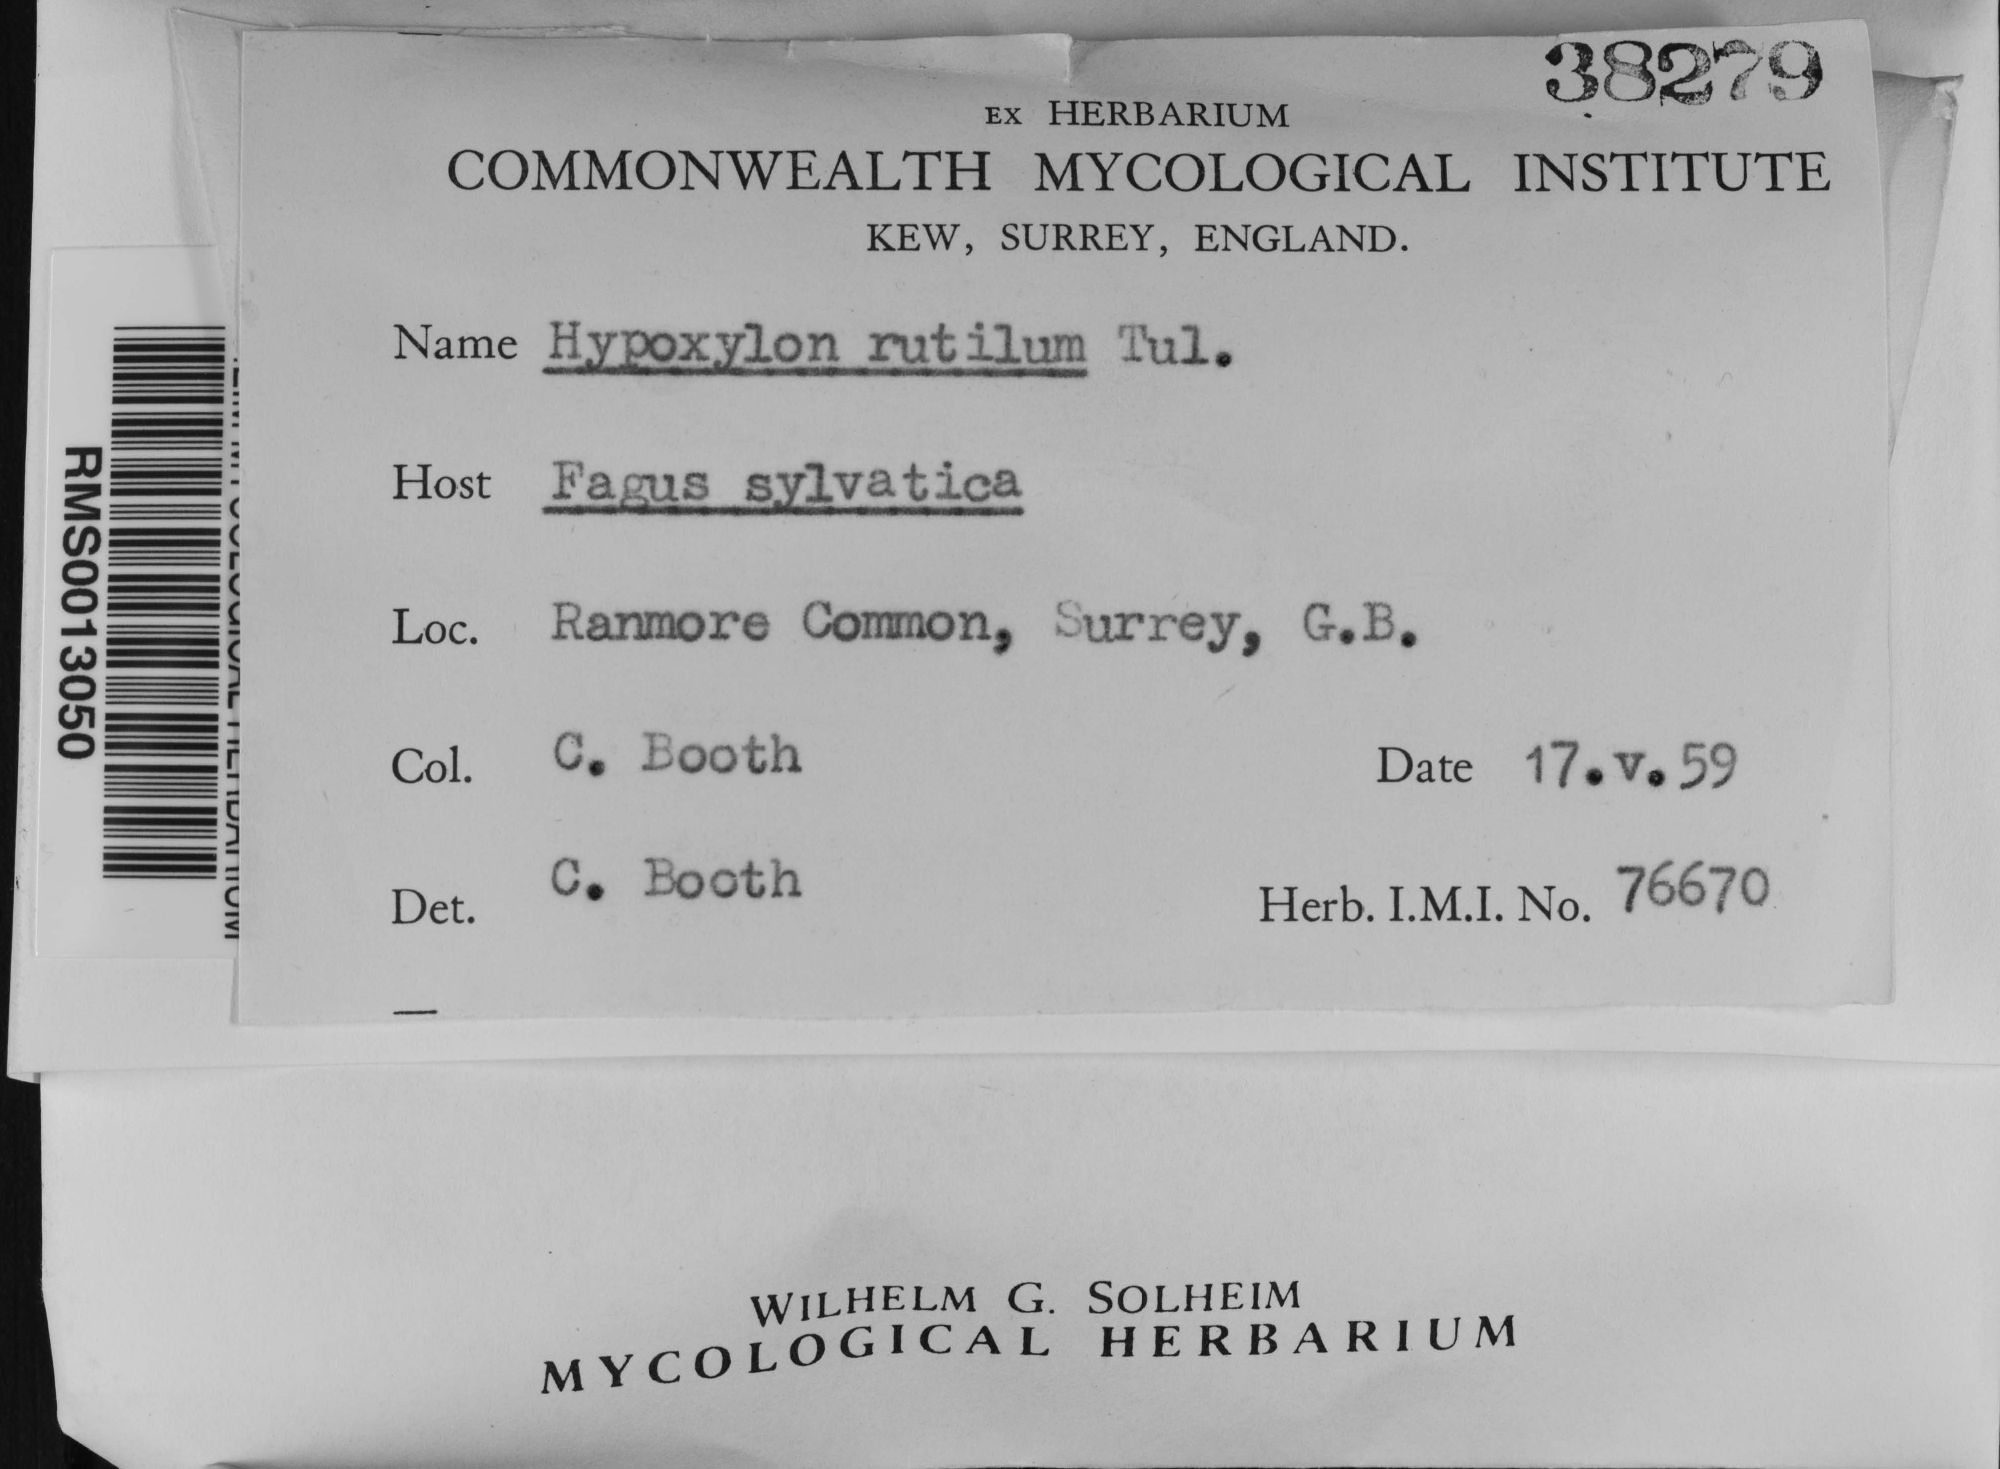 38279
EX HERBARIUM
COMMONWEALTH MYCOLOGICAL INSTITUTE
KEW, SURREY, ENGLAND.
Name Hypoxylon rutilum Tul.
Host Fagus sylvatica
Loc. Ranmore Common, Surrey, G.B.
Col. C. Booth Date 17.v.59
Det. C. Booth Herb. I.M.I. No. 76670
RMS0013050
WILHELM G. SOLHEIM
MYCOLOGICAL HERBARIUM